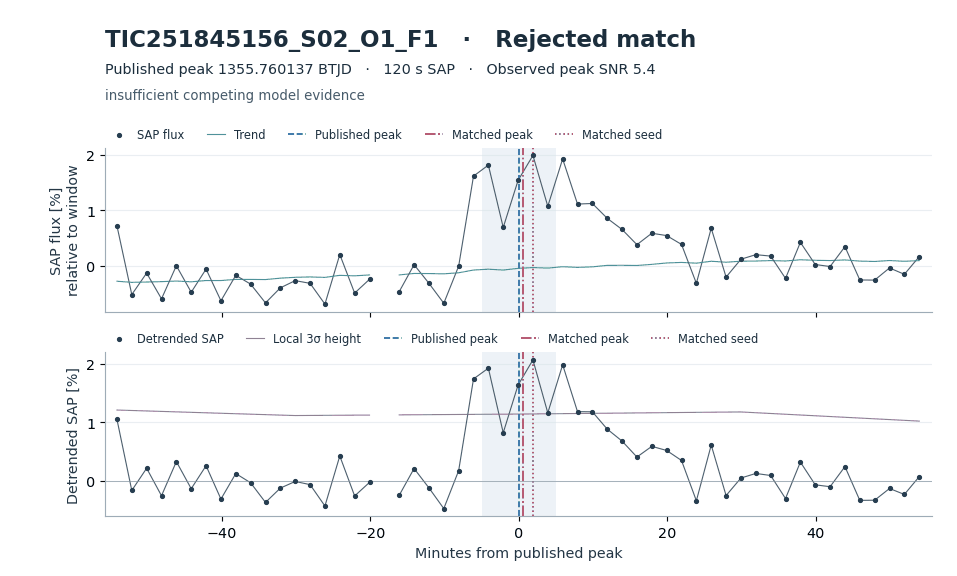 TIC251845156_S02_O1_F1 · Rejected match
Published peak 1355.760137 BTJD · 120 s SAP · Observed peak SNR 5.4
insufficient competing model evidence
SAP flux Trend Published peak Matched peak Matched seed
2
1
0
SAP flux [%]
relative to window
Detrended SAP Local 3σ height Published peak Matched peak Matched seed
2
1
0
Detrended SAP [%]
−40 −20 0 20 40
Minutes from published peak